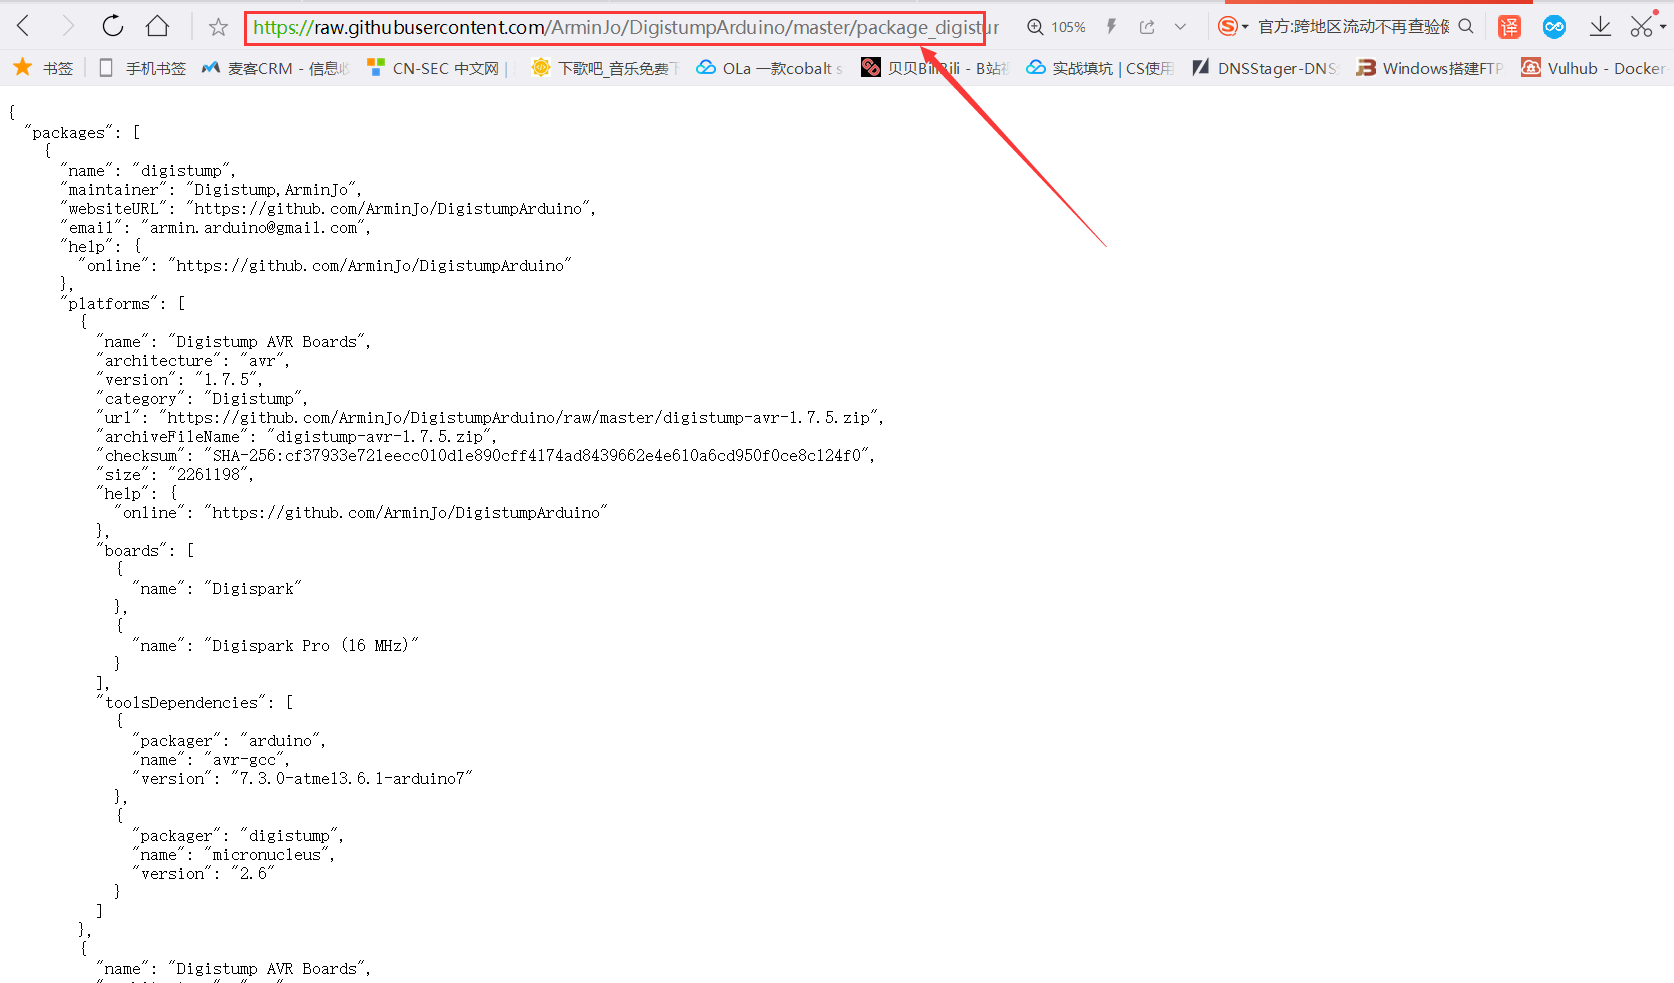 https://raw.githubusercontent.com/ArminJo/DigistumpArduino/master/package_digistur
105%
官方:跨地区流动不再查验健
译
书签
手机书签
麦客CRM - 信息收
CN-SEC 中文网 |
下歌吧_音乐免费下
OLa 一款cobalt s
贝贝BiliBili - B站视
实战填坑 | CS使用
DNSStager-DNS
Windows搭建FTP
Vulhub - Docker-
{
"packages": [
{
"name": "digistump",
"maintainer": "Digistump,ArminJo",
"websiteURL": "https://github.com/ArminJo/DigistumpArduino",
"email": "armin.arduino@gmail.com",
"help": {
"online": "https://github.com/ArminJo/DigistumpArduino"
},
"platforms": [
{
"name": "Digistump AVR Boards",
"architecture": "avr",
"version": "1.7.5",
"category": "Digistump",
"url": "https://github.com/ArminJo/DigistumpArduino/raw/master/digistump-avr-1.7.5.zip",
"archiveFileName": "digistump-avr-1.7.5.zip",
"checksum": "SHA-256:cf37933e721eecc010d1e890cff4174ad8439662e4e610a6cd950f0ce8c124f0",
"size": "2261198",
"help": {
"online": "https://github.com/ArminJo/DigistumpArduino"
},
"boards": [
{
"name": "Digispark"
},
{
"name": "Digispark Pro (16 MHz)"
}
],
"toolsDependencies": [
{
"packager": "arduino",
"name": "avr-gcc",
"version": "7.3.0-atmel3.6.1-arduino7"
},
{
"packager": "digistump",
"name": "micronucleus",
"version": "2.6"
}
]
},
{
"name": "Digistump AVR Boards",